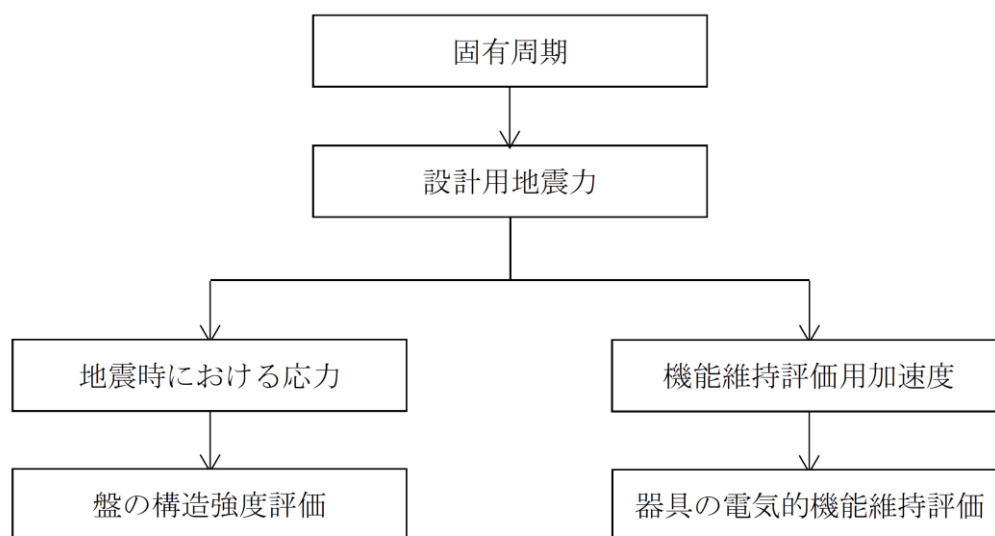 固有周期
設計用地震力
地震時における応力
機能維持評価用加速度
盤の構造強度評価
器具の電気的機能維持評価